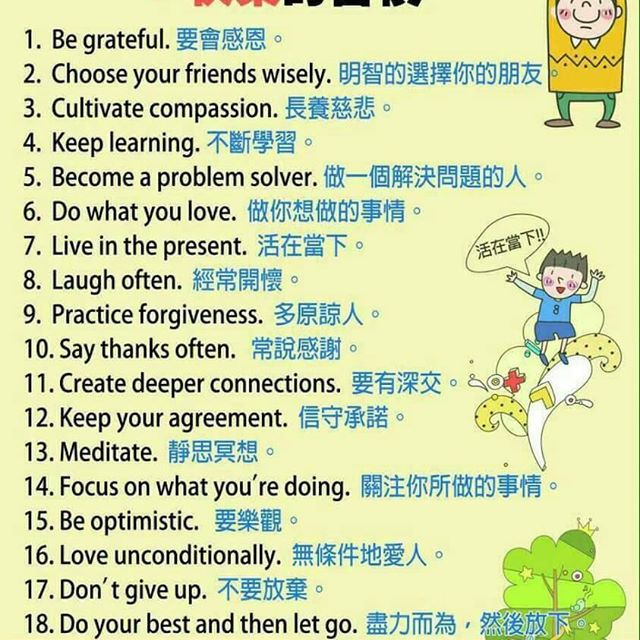 1. Be grateful. 要會感恩。
2. Choose your friends wisely. 明智的選擇你的朋友。
3. Cultivate compassion. 長養慈悲。
4. Keep learning. 不斷學習。
5. Become a problem solver. 做一個解決問題的人。
6. Do what you love. 做你想做的事情。
7. Live in the present. 活在當下。
活在當下!!
8. Laugh often. 經常開懷。
9. Practice forgiveness. 多原諒人。
10. Say thanks often. 常說感謝。
11. Create deeper connections. 要有深交。
12. Keep your agreement. 信守承諾。
13. Meditate. 靜思冥想。
14. Focus on what you're doing. 關注你所做的事情。
15. Be optimistic. 要樂觀。
16. Love unconditionally. 無條件地愛人。
17. Don't give up. 不要放棄。
18. Do your best and then let go. 盡力而為，然後放下。